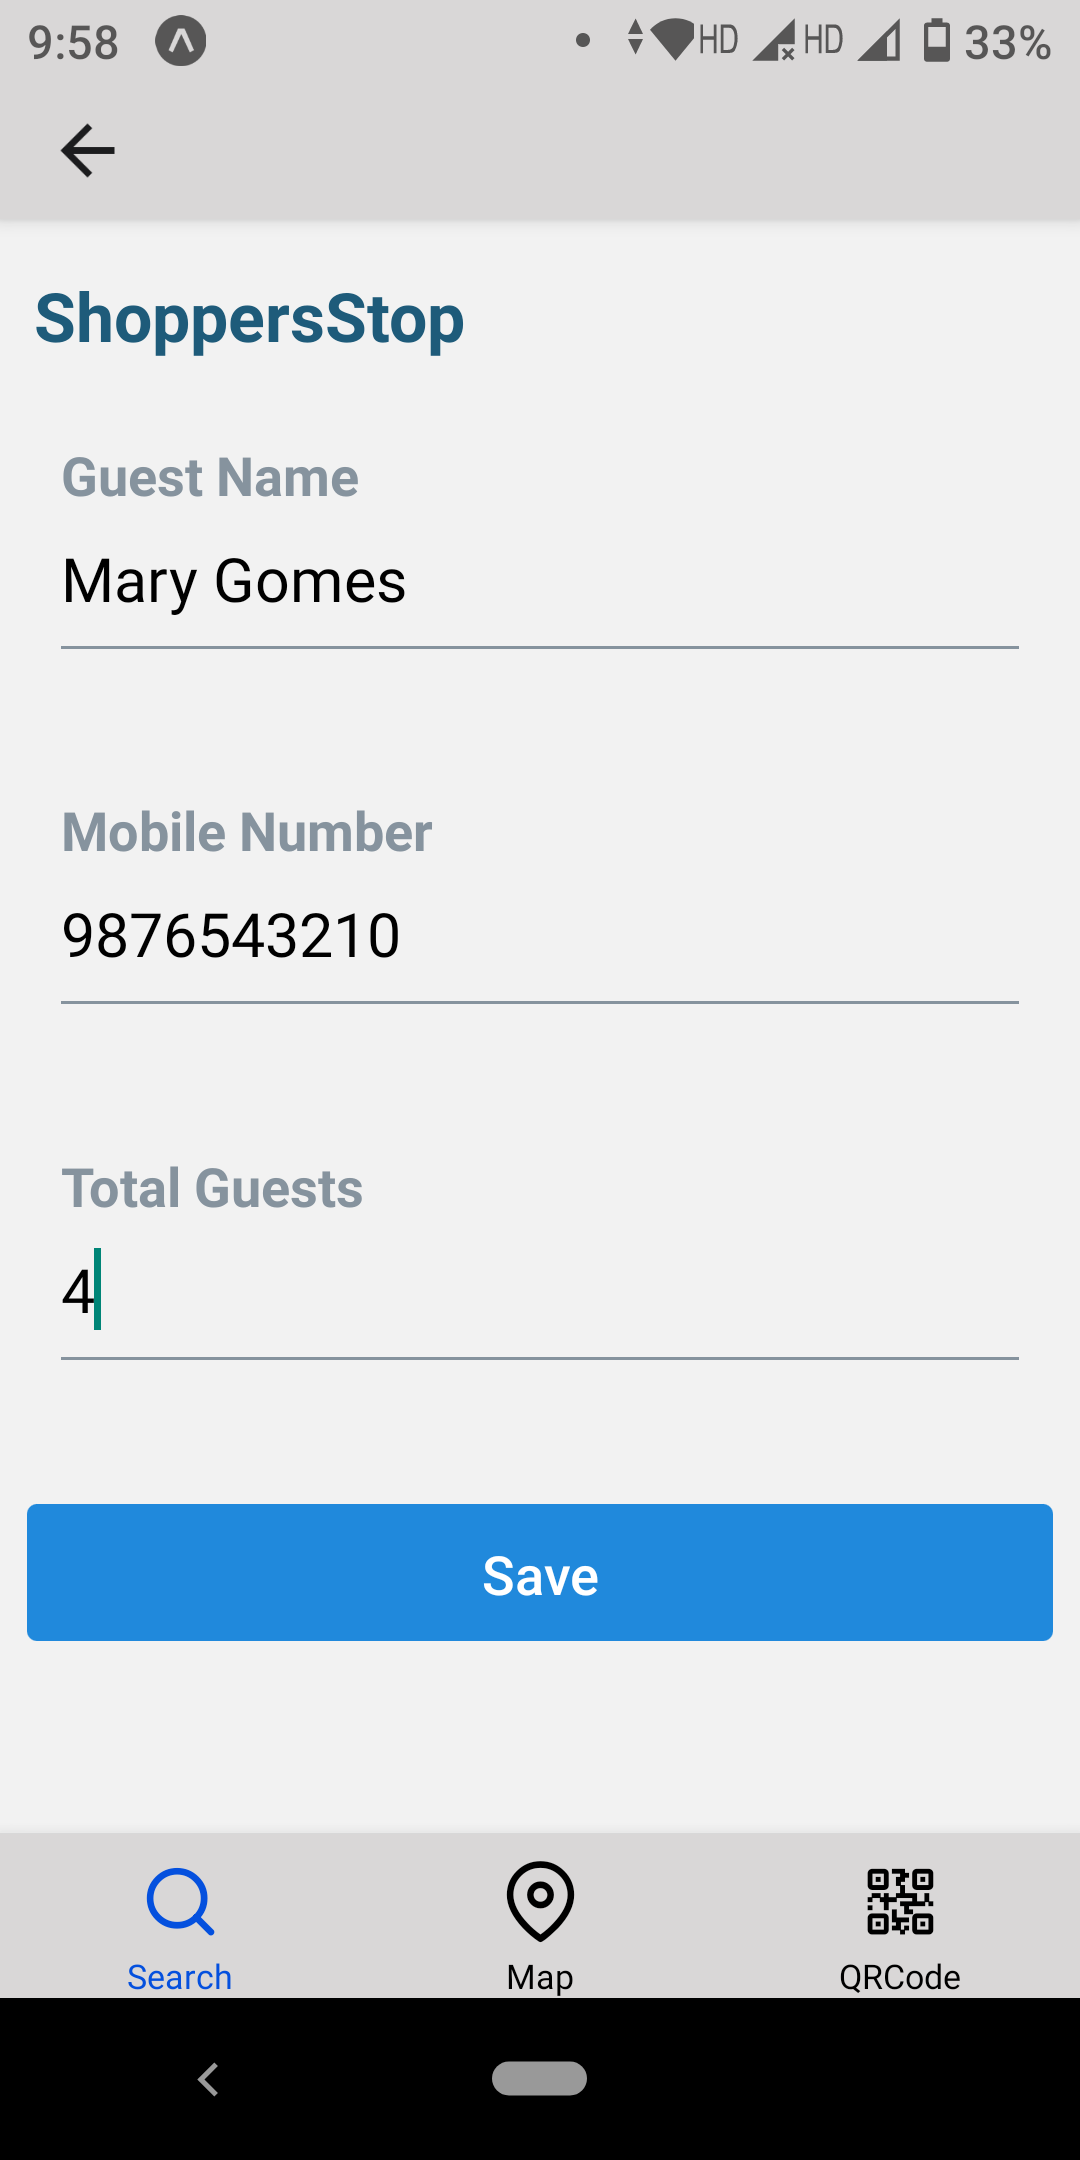 9:58 HD HD 33%
ShoppersStop
Guest Name
Mary Gomes
Mobile Number
9876543210
Total Guests
4
Save
Search Map QRCode